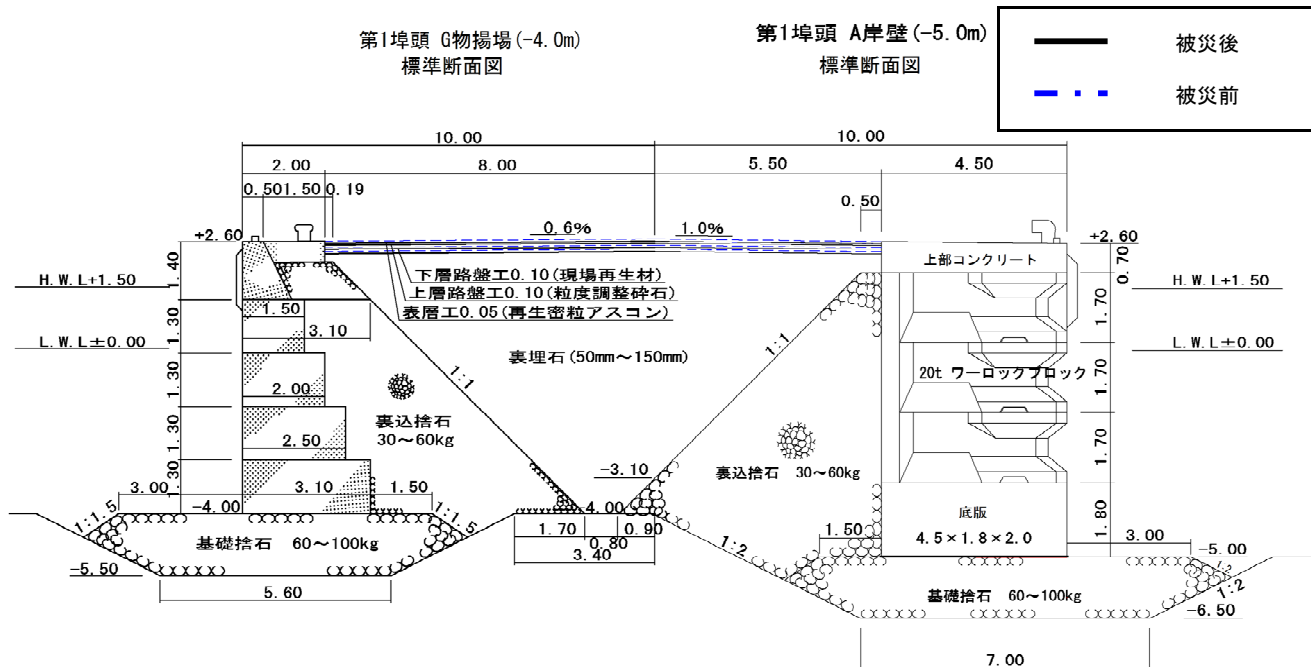 第1埠頭 G物揚場(-4.0m)
標準断面図
第1埠頭 A岸壁(-5.0m)
標準断面図
被災後
被災前
10.00
10.00
2.00
8.00
5.50
4.50
0.50
1.50
0.19
0.50
+2.60
0.6%
1.0%
+2.60
上部コンクリート
0.70
下層路盤工0.10(現場再生材)
上層路盤工0.10(粒度調整砕石)
表層工0.05(再生密粒アスコン)
H.W.L+1.50
1.40
H.W.L+1.50
1.50
3.10
1.30
1.70
L.W.L±0.00
L.W.L±0.00
裏埋石(50mm～150mm)
1:1
1:1
20t ワーロックブロック
1.30
1.70
2.00
裏込捨石
30～60kg
1.30
2.50
1.70
-3.10
裏込捨石 30～60kg
1.30
3.00
-4.00
3.10
1.50
-4.00
底版
4.5×1.8×2.0
1.80
1:1.5
1:1.5
基礎捨石 60～100kg
1.70
0.90
0.80
3.40
1:2
1.50
3.00
-5.00
-5.50
5.60
基礎捨石 60～100kg
1:2
1:2
-6.50
7.00